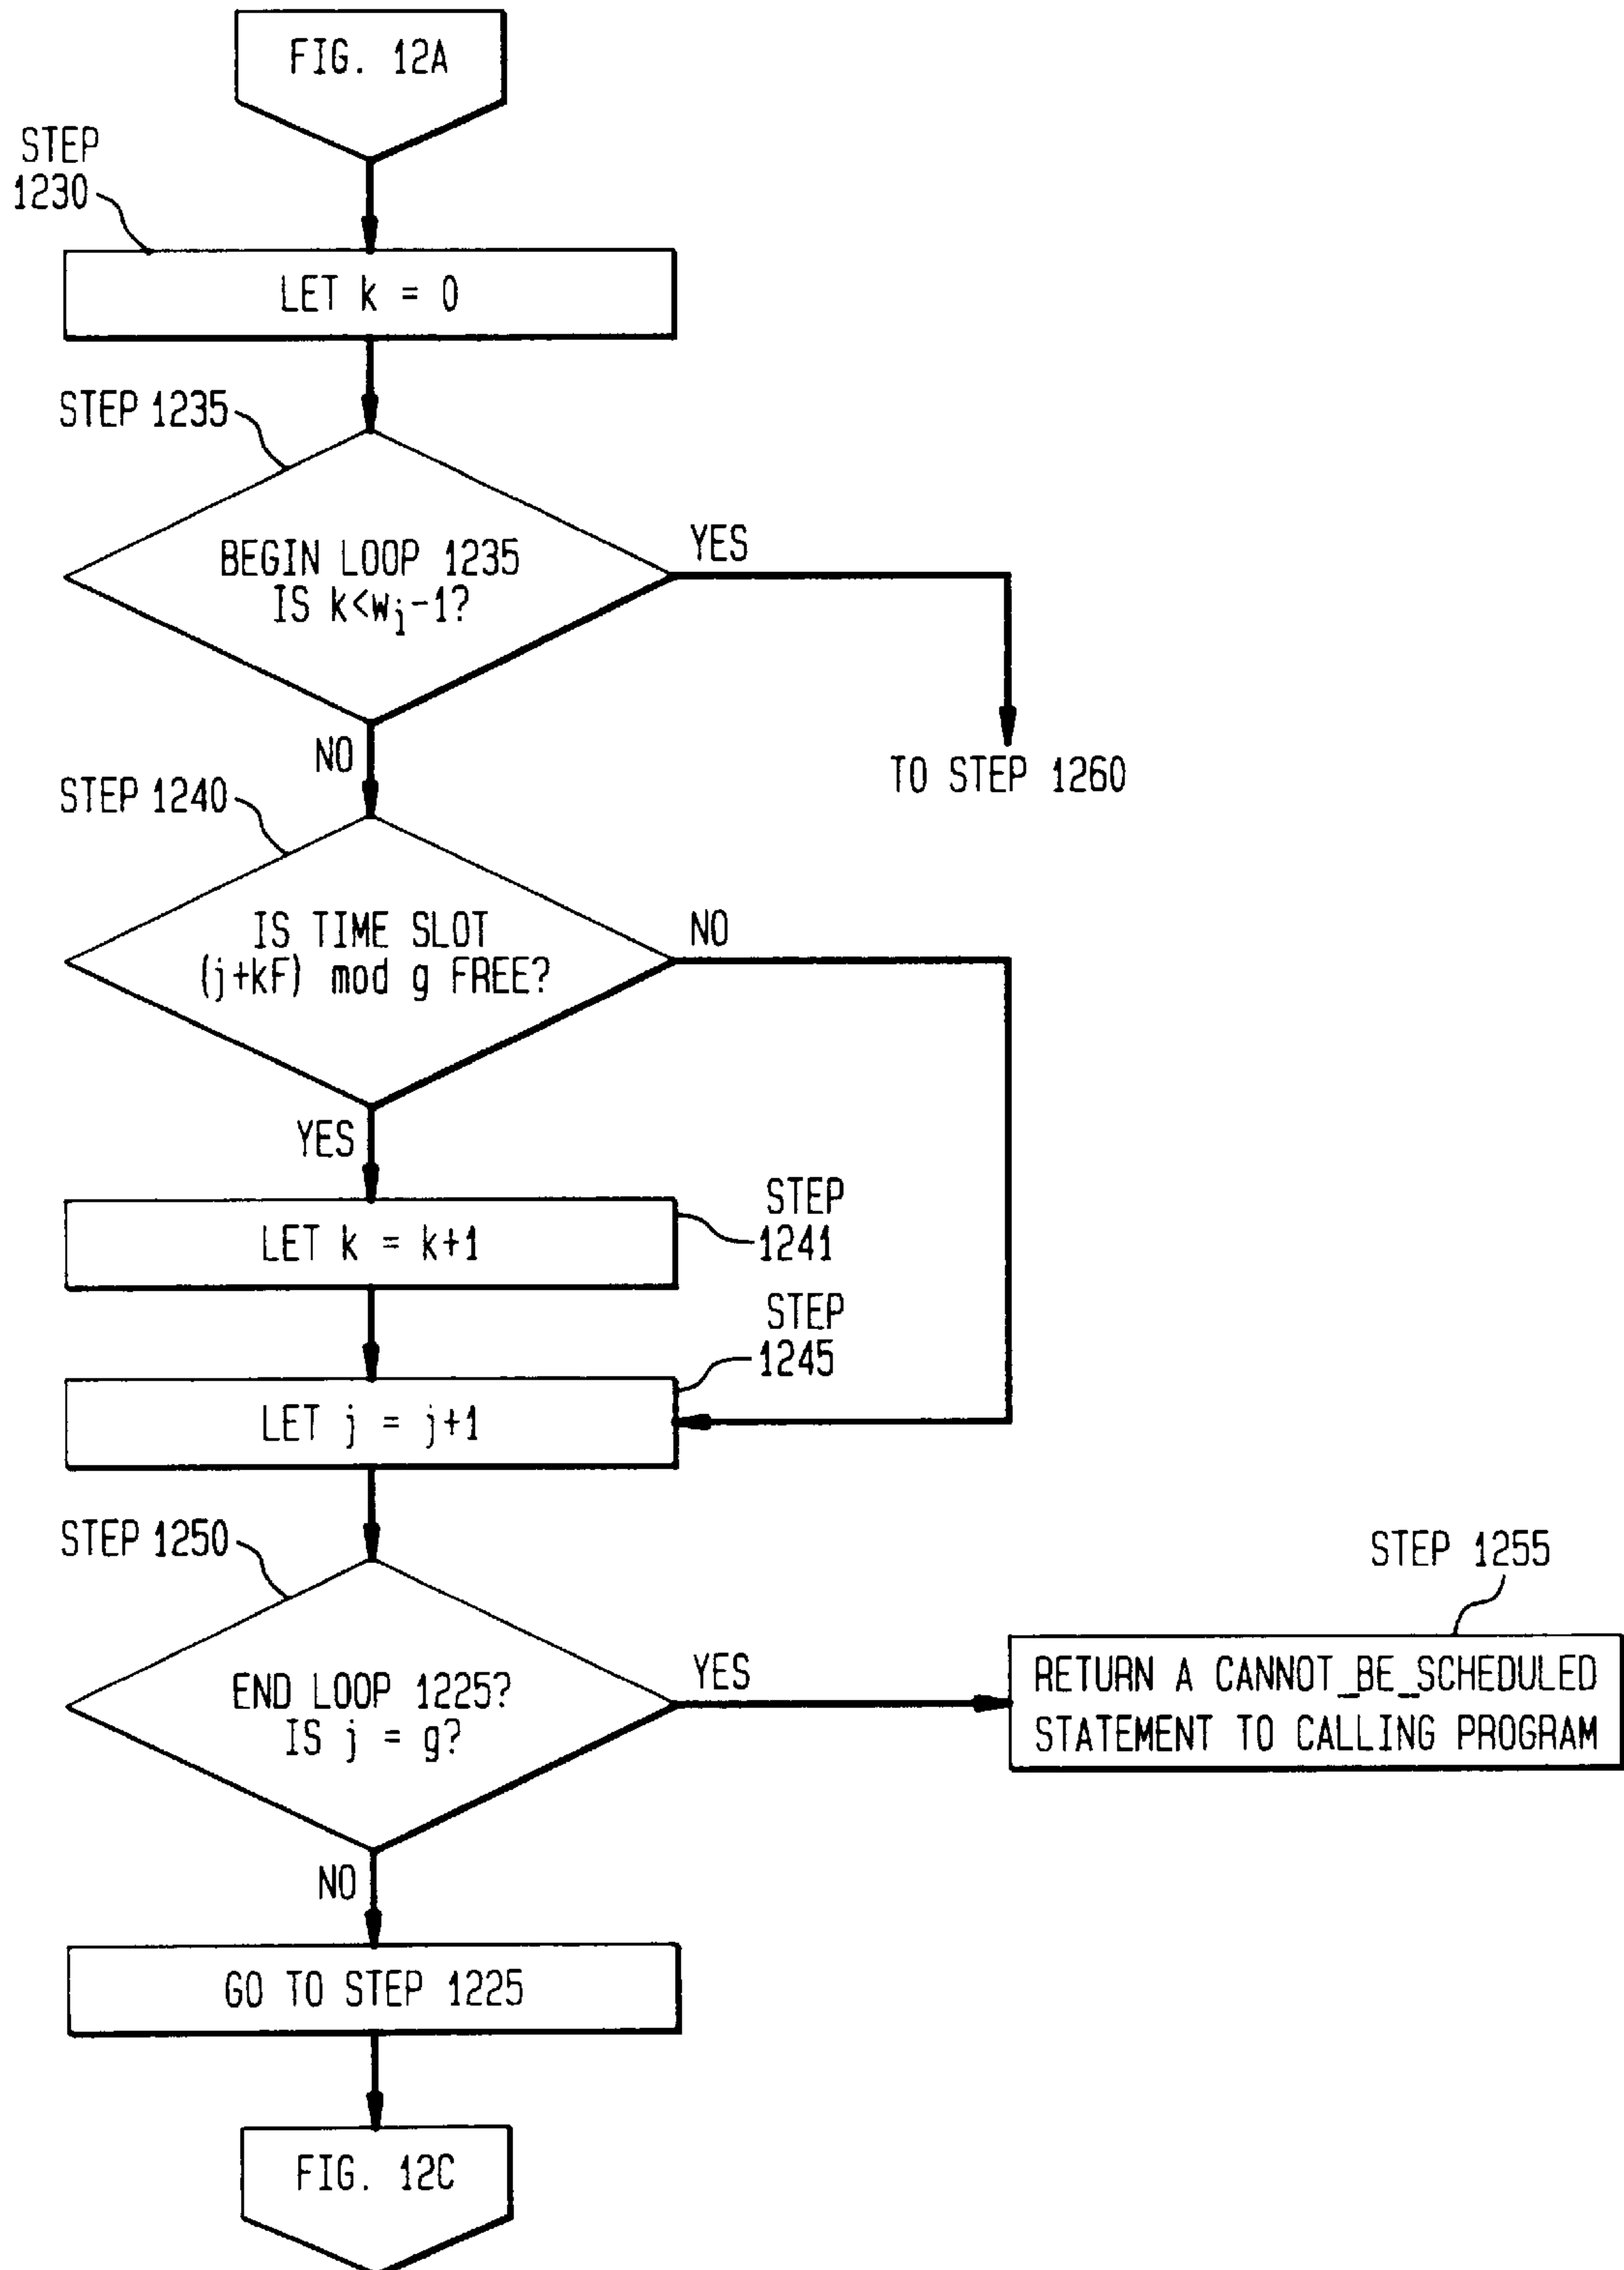 FIG. 12A
STEP
1230
LET k = 0
STEP 1235
BEGIN LOOP 1235
IS k<wi-1?
YES
NO
TO STEP 1260
STEP 1240
IS TIME SLOT
(j+kF) mod g FREE?
NO
YES
STEP
1241
LET k = k+1
STEP
1245
LET j = j+1
STEP 1250
END LOOP 1225?
IS j = g?
YES
STEP 1255
RETURN A CANNOT_BE_SCHEDULED
STATEMENT TO CALLING PROGRAM
NO
GO TO STEP 1225
FIG. 12C